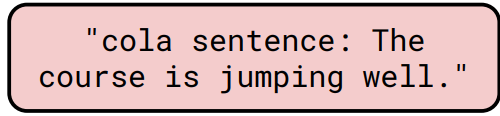 "cola sentence: The
course is jumping well."